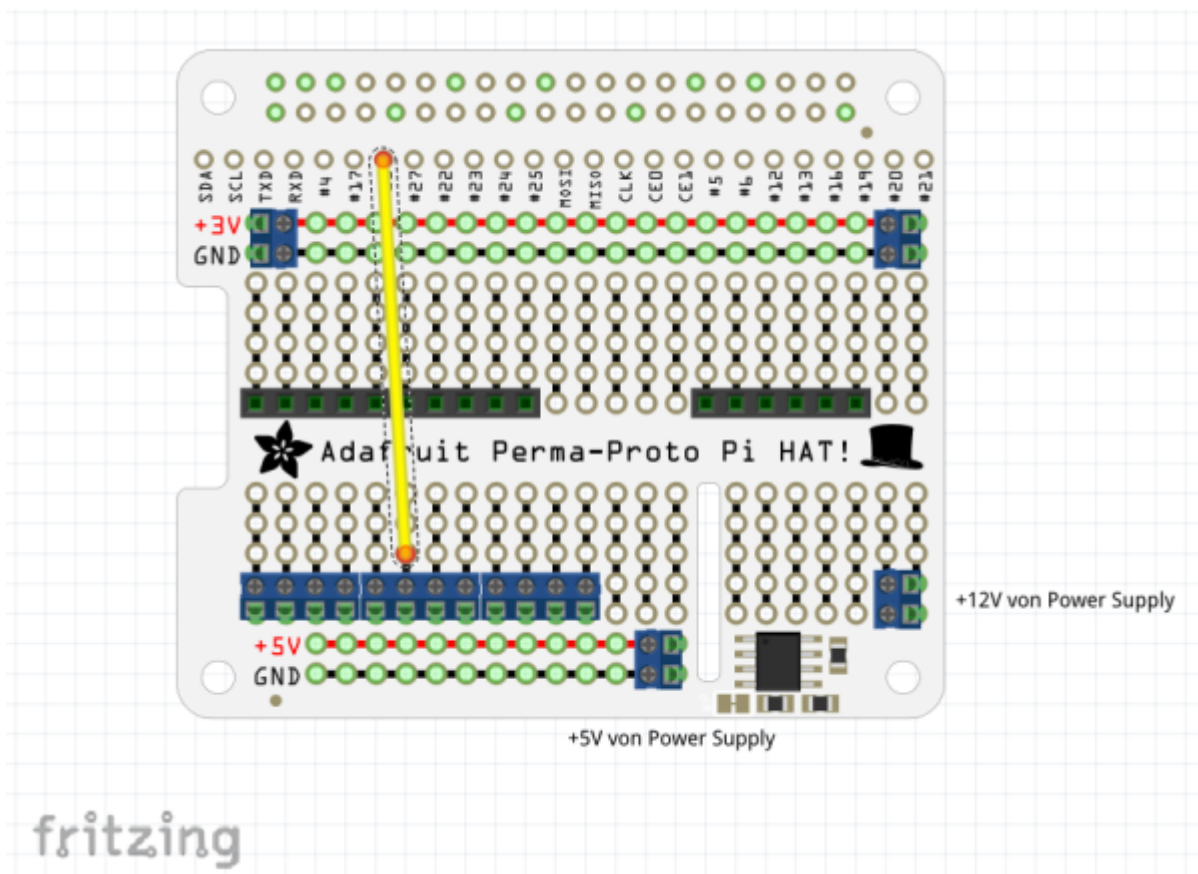 SDA SCL TXD RXD #4 #17 #27 #22 #23 #24 #25 MOSI MISO CLK CE0 CE1 #5 #6 #12 #13 #16 #19 #20 #21
+3V
GND
Adafruit Perma-Proto Pi HAT!
+12V von Power Supply
+5V
GND
+5V von Power Supply
fritzing